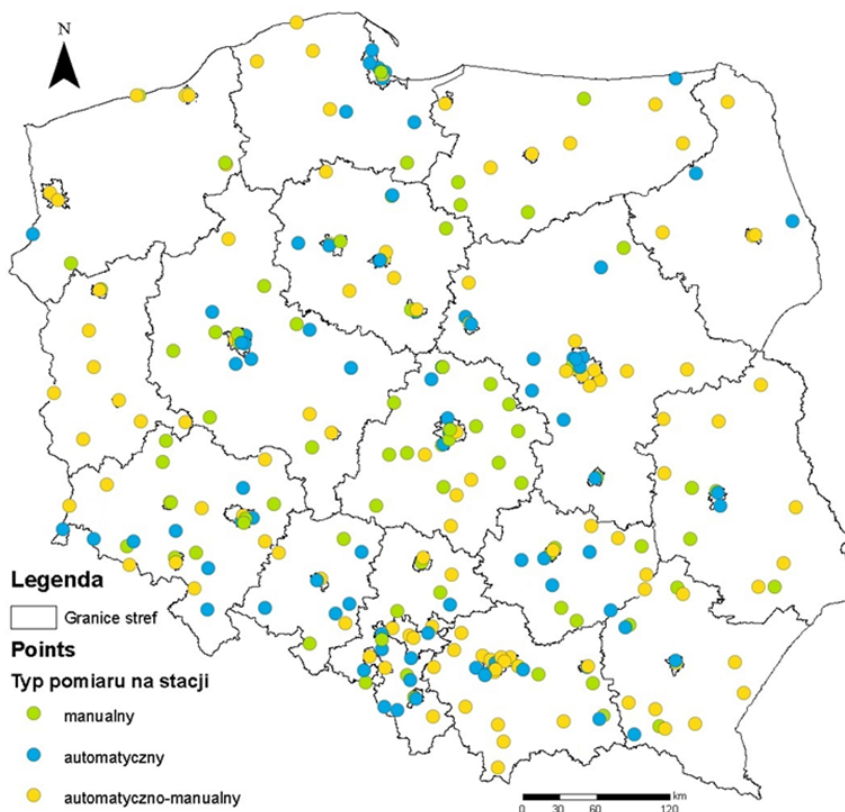 N
Legenda
Granice stref
Points
Typ pomiaru na stacji
manualny
automatyczny
automatyczno-manualny
km
0 30 60 120